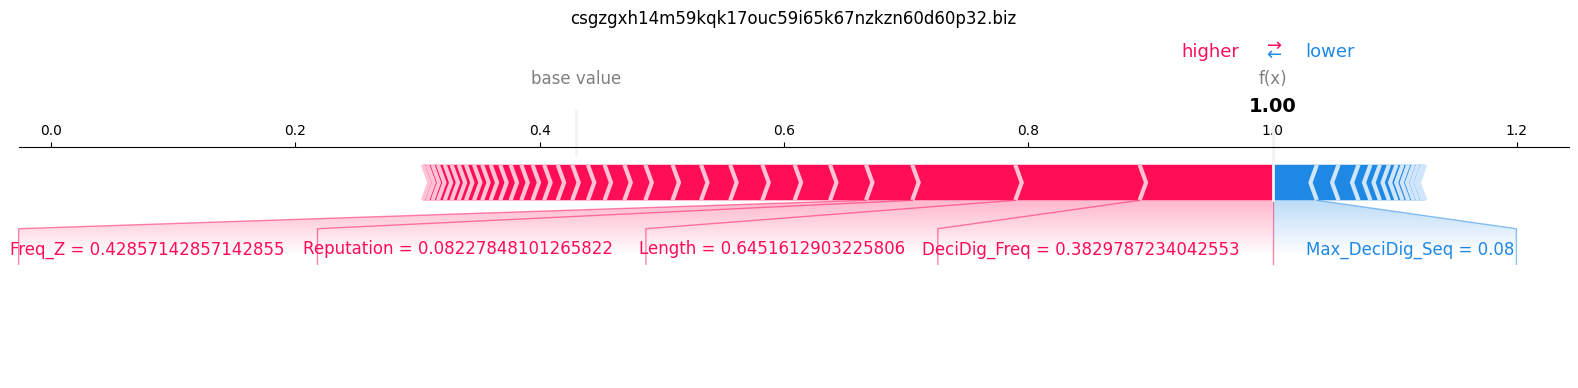 csgzgxh14m59kqk17ouc59i65k67nzkzn60d60p32.biz
higher ⇄ lower
base value f(x)
1.00
0.0 0.2 0.4 0.6 0.8 1.0 1.2
Freq_Z = 0.42857142857142855 Reputation = 0.08227848101265822 Length = 0.6451612903225806 DeciDig_Freq = 0.3829787234042553 Max_DeciDig_Seq = 0.08